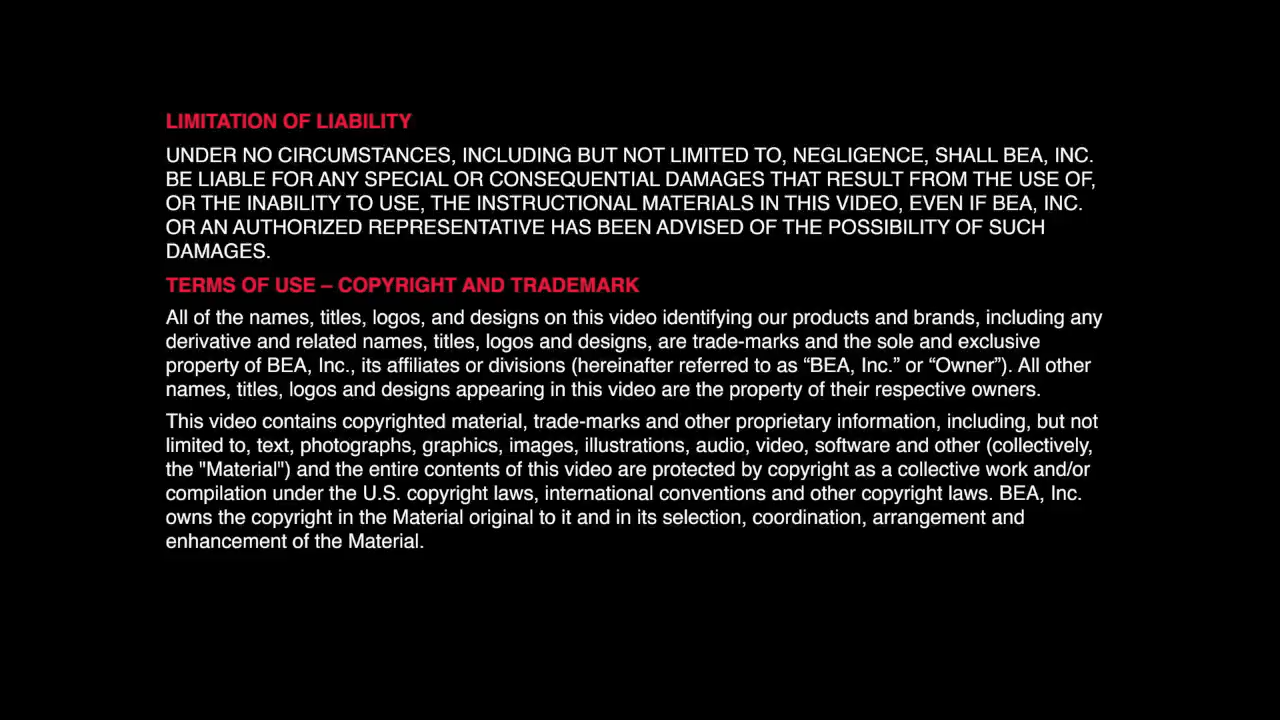 LIMITATION OF LIABILITY
UNDER NO CIRCUMSTANCES, INCLUDING BUT NOT LIMITED TO, NEGLIGENCE, SHALL BEA, INC.
BE LIABLE FOR ANY SPECIAL OR CONSEQUENTIAL DAMAGES THAT RESULT FROM THE USE OF,
OR THE INABILITY TO USE, THE INSTRUCTIONAL MATERIALS IN THIS VIDEO, EVEN IF BEA, INC.
OR AN AUTHORIZED REPRESENTATIVE HAS BEEN ADVISED OF THE POSSIBILITY OF SUCH
DAMAGES.
TERMS OF USE – COPYRIGHT AND TRADEMARK
All of the names, titles, logos, and designs on this video identifying our products and brands, including any
derivative and related names, titles, logos and designs, are trade-marks and the sole and exclusive
property of BEA, Inc., its affiliates or divisions (hereinafter referred to as “BEA, Inc.” or “Owner”). All other
names, titles, logos and designs appearing in this video are the property of their respective owners.
This video contains copyrighted material, trade-marks and other proprietary information, including, but not
limited to, text, photographs, graphics, images, illustrations, audio, video, software and other (collectively,
the "Material") and the entire contents of this video are protected by copyright as a collective work and/or
compilation under the U.S. copyright laws, international conventions and other copyright laws. BEA, Inc.
owns the copyright in the Material original to it and in its selection, coordination, arrangement and
enhancement of the Material.